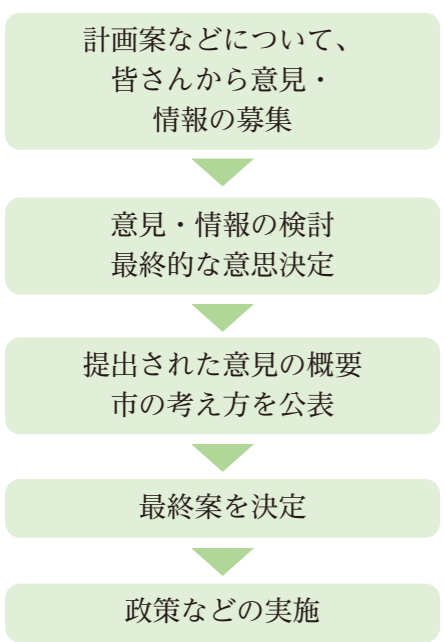 計画案などについて、
皆さんから意見・
情報の募集
意見・情報の検討
最終的な意思決定
提出された意見の概要
市の考え方を公表
最終案を決定
政策などの実施